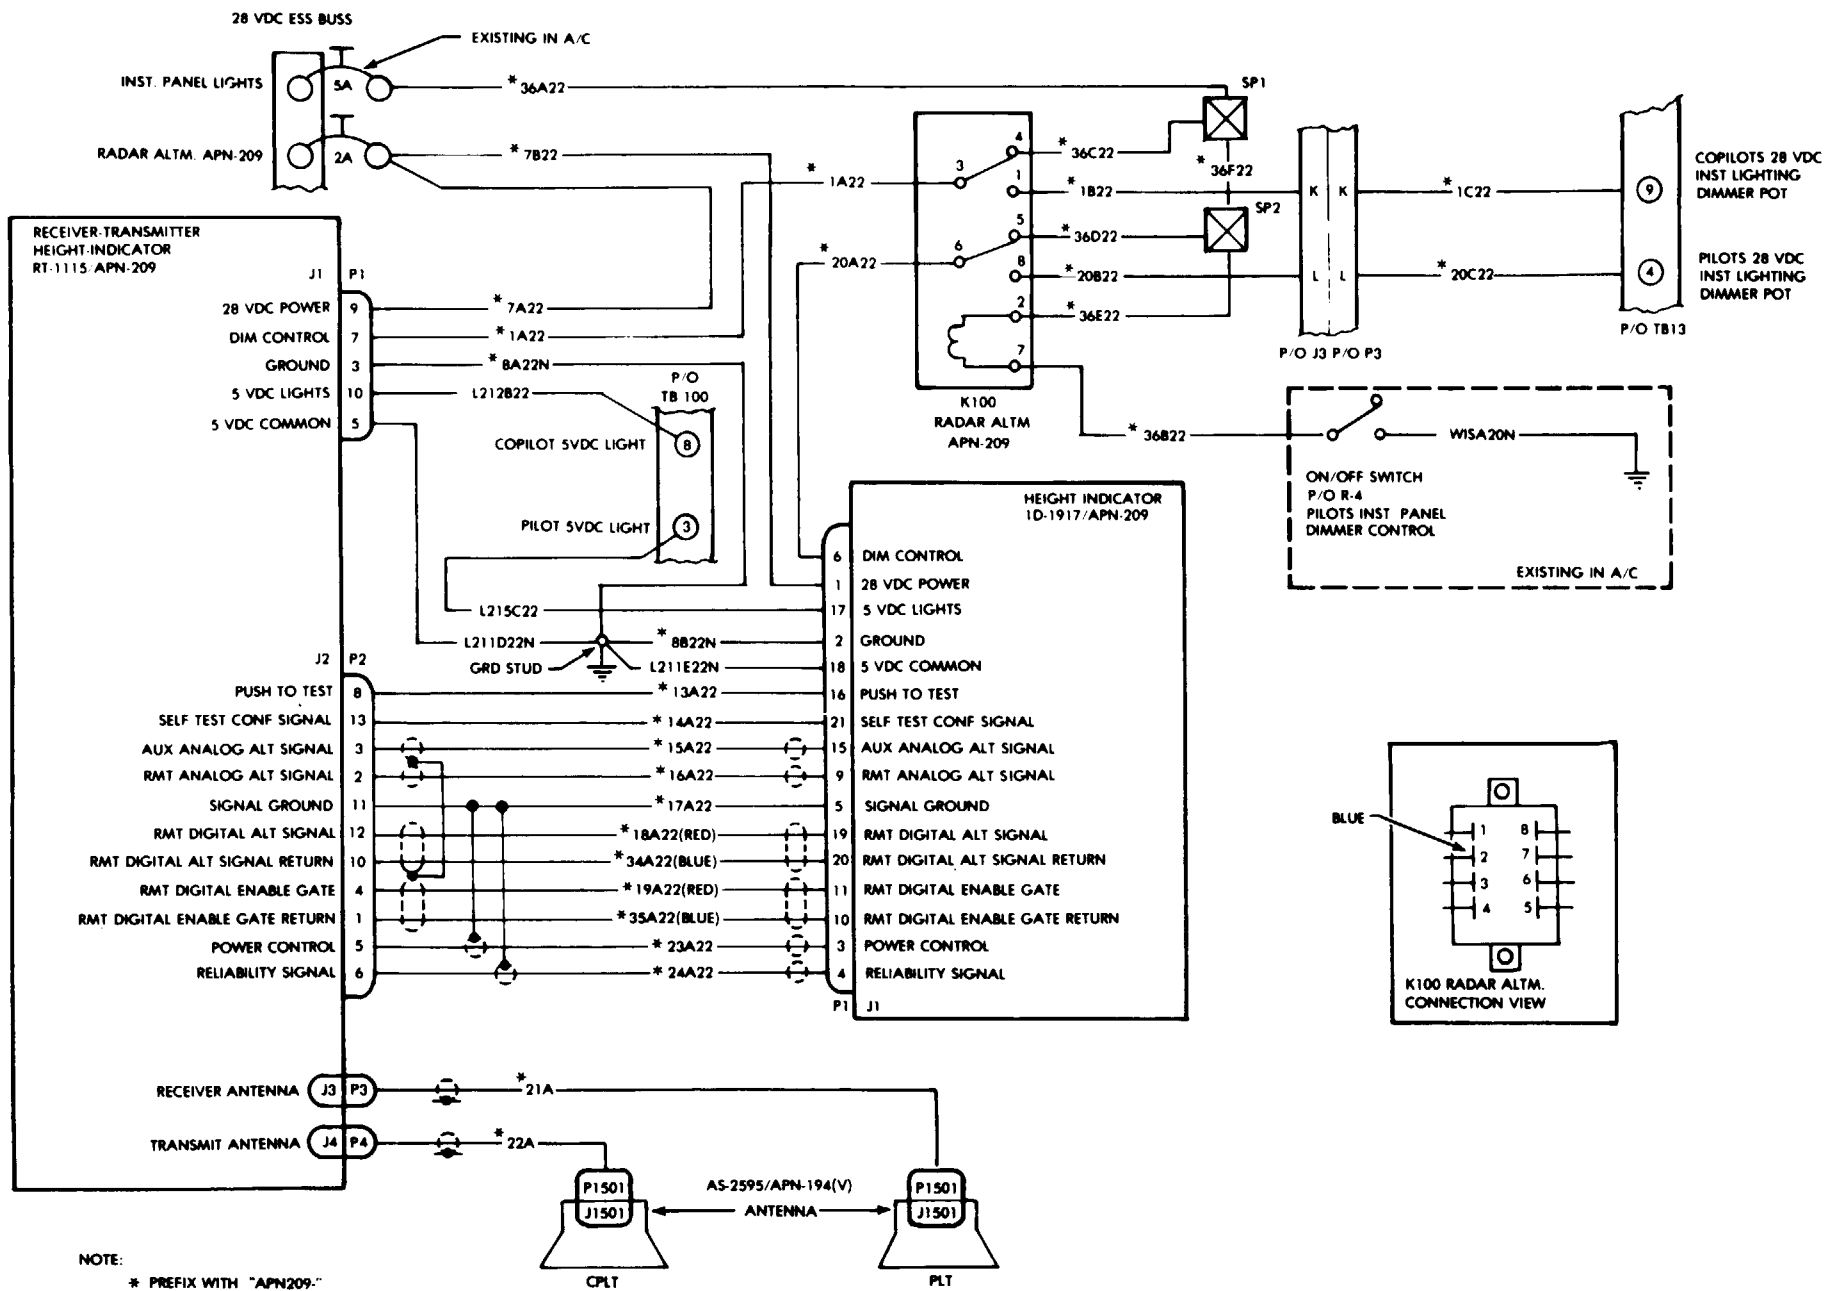 28 VDC ESS BUSS
EXISTING IN A/C
INST. PANEL LIGHTS
5A
* 36A22
SP1
RADAR ALTM. APN-209
2A
* 7B22
* 1A22
3
4
* 36C22
* 36F22
1
* 1B22
K K
* 1C22
9
COPILOTS 28 VDC
INST LIGHTING
DIMMER POT
* 20A22
6
5
* 36D22
SP2
8
* 20B22
L L
* 20C22
4
PILOTS 28 VDC
INST LIGHTING
DIMMER POT
2
* 36E22
7
P/O J3 P/O P3
P/O TB13
K100
RADAR ALTM
APN-209
* 36B22
WISA20N
ON/OFF SWITCH
P/O R-4
PILOTS INST PANEL
DIMMER CONTROL
EXISTING IN A/C
RECEIVER-TRANSMITTER
HEIGHT-INDICATOR
RT-1115/APN-209
J1 P1
28 VDC POWER 9 * 7A22
DIM CONTROL 7 * 1A22
GROUND 3 * 8A22N
5 VDC LIGHTS 10 L212B22
5 VDC COMMON 5
P/O
TB 100
COPILOT 5VDC LIGHT 8
PILOT 5VDC LIGHT 3
HEIGHT INDICATOR
1D-1917/APN-209
6 DIM CONTROL
1 28 VDC POWER
L215C22 17 5 VDC LIGHTS
L211D22N * 8B22N 2 GROUND
GRD STUD L211E22N 18 5 VDC COMMON
J2 P2
PUSH TO TEST 8 * 13A22 16 PUSH TO TEST
SELF TEST CONF SIGNAL 13 * 14A22 21 SELF TEST CONF SIGNAL
AUX ANALOG ALT SIGNAL 3 * 15A22 15 AUX ANALOG ALT SIGNAL
RMT ANALOG ALT SIGNAL 2 * 16A22 9 RMT ANALOG ALT SIGNAL
SIGNAL GROUND 11 * 17A22 5 SIGNAL GROUND
RMT DIGITAL ALT SIGNAL 12 * 18A22(RED) 19 RMT DIGITAL ALT SIGNAL
RMT DIGITAL ALT SIGNAL RETURN 10 * 34A22(BLUE) 20 RMT DIGITAL ALT SIGNAL RETURN
RMT DIGITAL ENABLE GATE 4 * 19A22(RED) 11 RMT DIGITAL ENABLE GATE
RMT DIGITAL ENABLE GATE RETURN 1 * 35A22(BLUE) 10 RMT DIGITAL ENABLE GATE RETURN
POWER CONTROL 5 * 23A22 3 POWER CONTROL
RELIABILITY SIGNAL 6 * 24A22 4 RELIABILITY SIGNAL
P1 J1
BLUE
1 8
2 7
3 6
4 5
K100 RADAR ALTM.
CONNECTION VIEW
RECEIVER ANTENNA J3 P3 * 21A
TRANSMIT ANTENNA J4 P4 * 22A
P1501
J1501
AS-2595/APN-194(V)
ANTENNA
P1501
J1501
CPLT
PLT
NOTE:
* PREFIX WITH "APN209-"